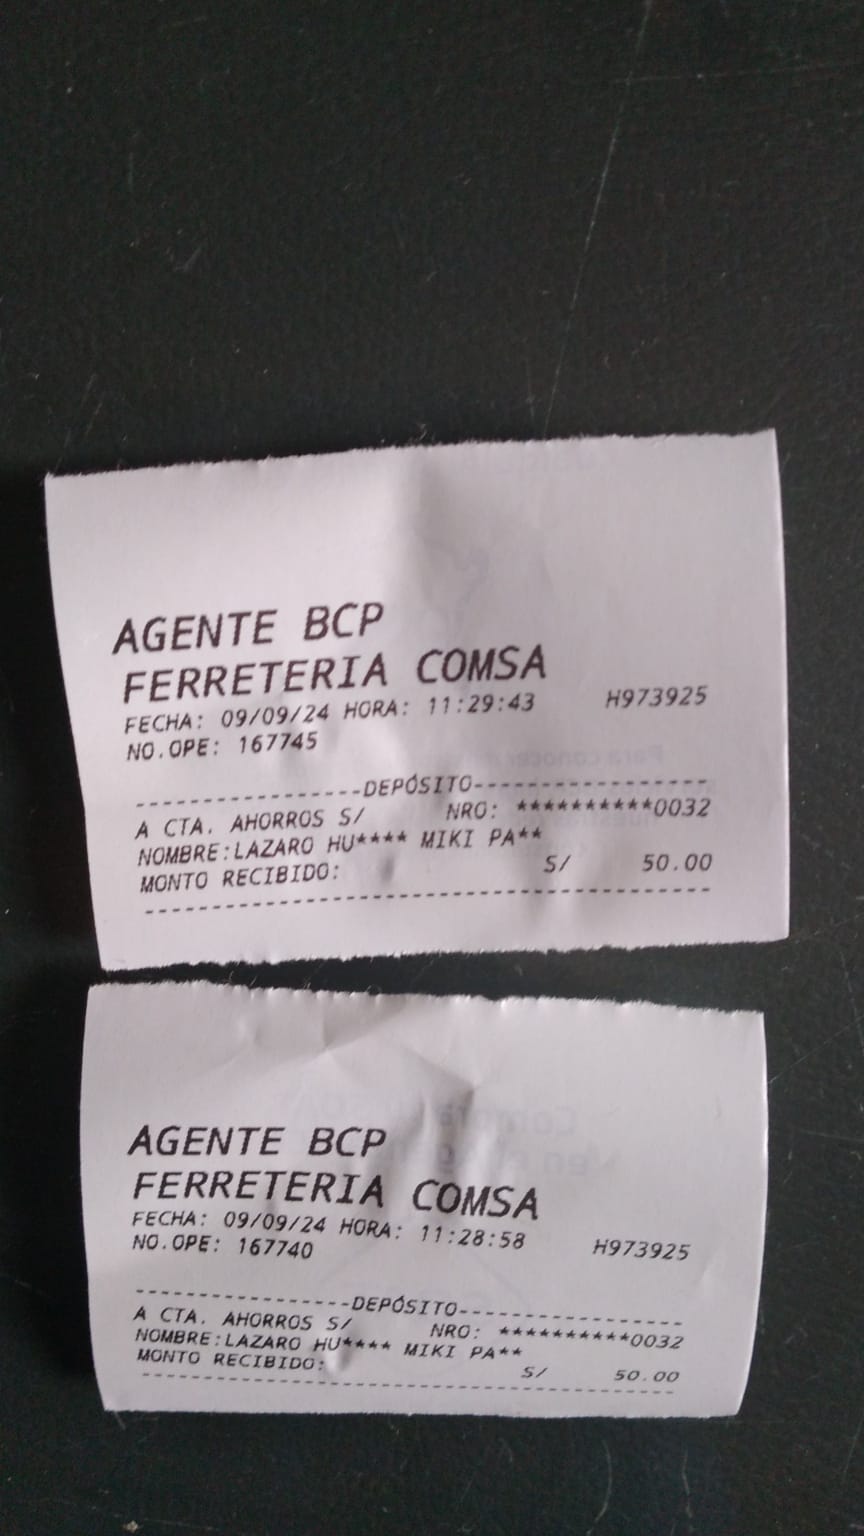 AGENTE BCP
FERRETERIA COMSA
FECHA: 09/09/24 HORA: 11:29:43 H973925
NO.OPE: 167745
-----------------DEPÓSITO------------------
A CTA. AHORROS S/ NRO: **********0032
NOMBRE:LAZARO HU**** MIKI PA**
MONTO RECIBIDO: S/ 50.00
-------------------------------------------
AGENTE BCP
FERRETERIA COMSA
FECHA: 09/09/24 HORA: 11:28:58 H973925
NO.OPE: 167740
-----------------DEPÓSITO------------------
A CTA. AHORROS S/ NRO: **********0032
NOMBRE:LAZARO HU**** MIKI PA**
MONTO RECIBIDO: S/ 50.00
-------------------------------------------